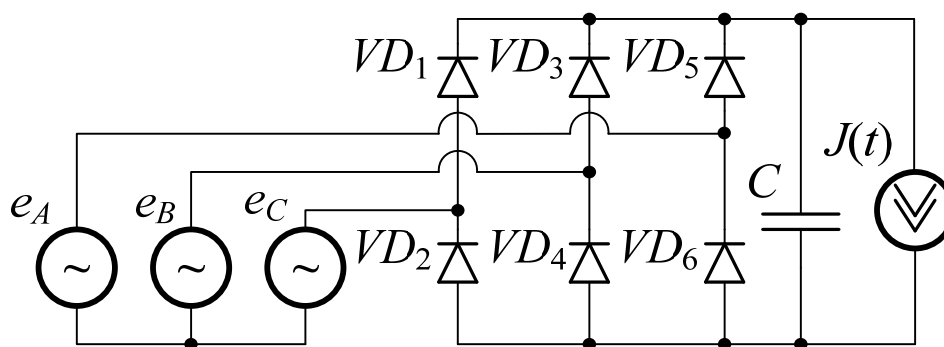 VD1 VD3 VD5
J(t)
C
eA eB eC
VD2 VD4 VD6
~ ~ ~